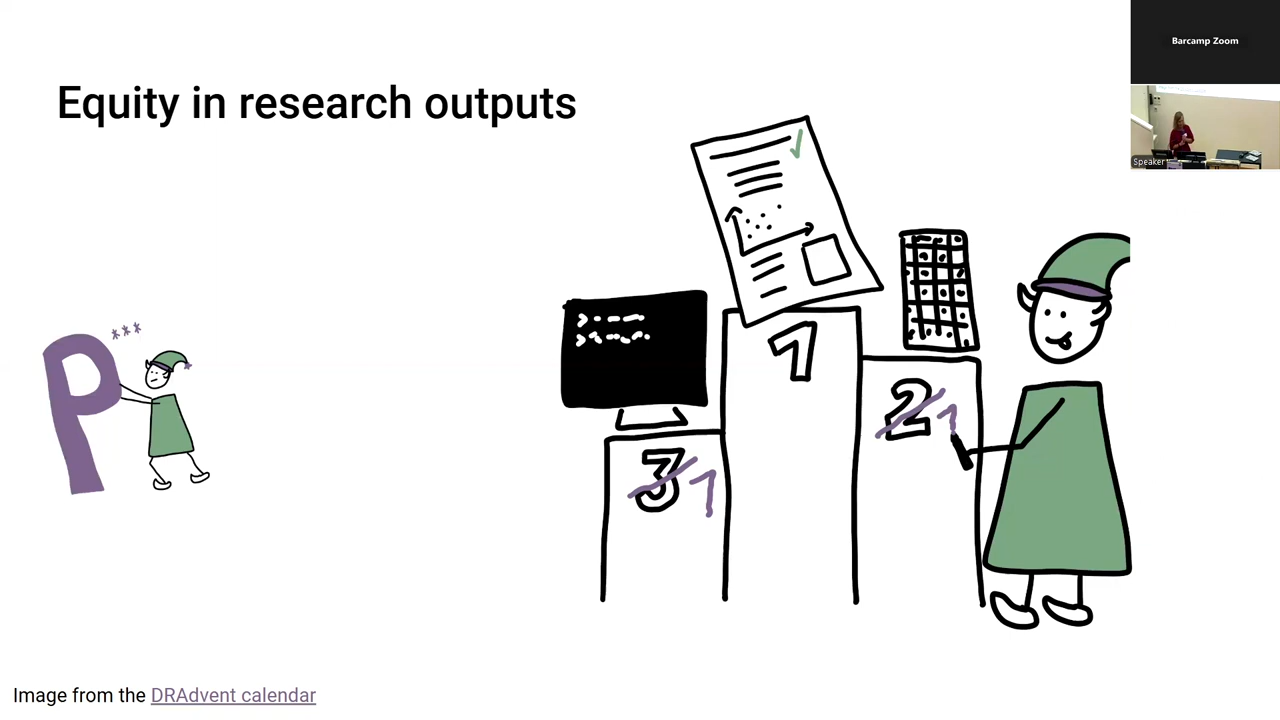 Equity in research outputs
Barcamp Zoom
Speaker
P***
1
2 1
3 1
Image from the DRAdvent calendar